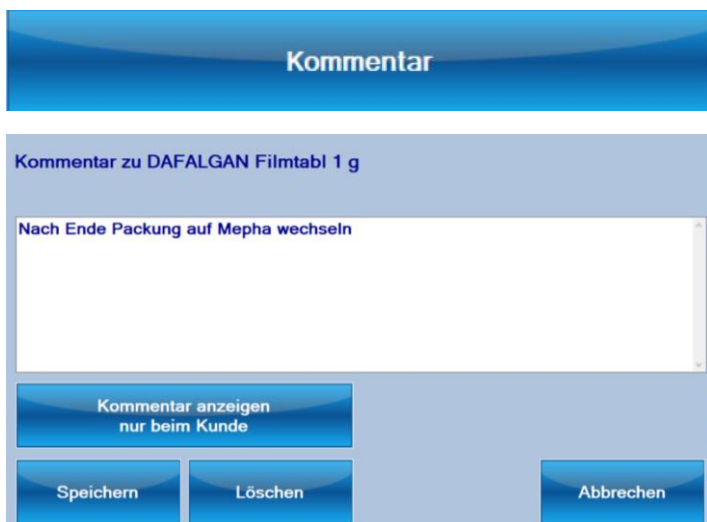 Kommentar
Kommentar zu DAFALGAN Filmtabl 1 g
Nach Ende Packung auf Mepha wechseln
Kommentar anzeigen
nur beim Kunde
Speichern
Löschen
Abbrechen